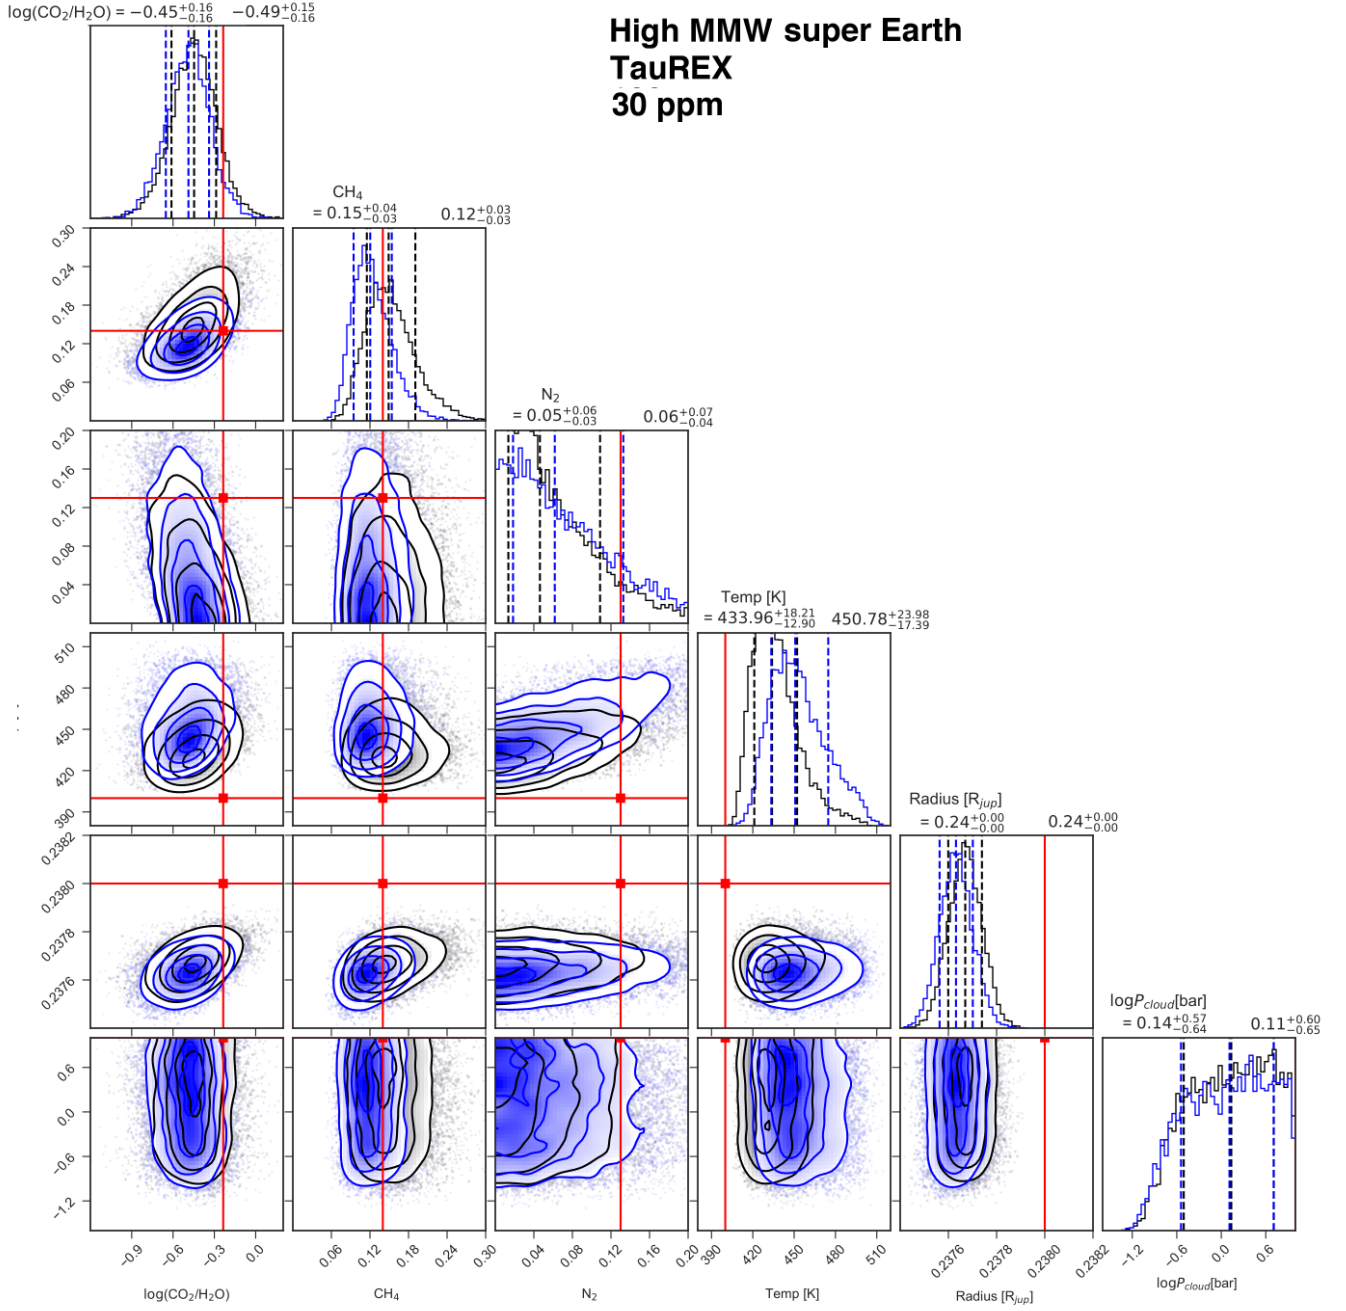 log(CO₂/H₂O) = −0.45+0.16−0.16 −0.49+0.15−0.16
High MMW super Earth
TauREX
30 ppm
CH₄
= 0.15+0.04−0.03 0.12+0.03−0.03
0.30
0.24
0.18
0.12
0.06
N₂
= 0.05+0.06−0.03 0.06+0.07−0.04
0.20
0.16
0.12
0.08
0.04
Temp [K]
= 433.96+18.21−12.90 450.78+23.98−17.39
510
480
450
420
390
Radius [Rjup]
= 0.24+0.00−0.00 0.24+0.00−0.00
0.2382
0.2380
0.2378
0.2376
logPcloud[bar]
= 0.14+0.57−0.64 0.11+0.60−0.65
0.6
0.0
−0.6
−1.2
−0.9 −0.6 −0.3 0.0 0.06 0.12 0.18 0.24 0.30 0.04 0.08 0.12 0.16 0.20 390 420 450 480 510 0.2376 0.2378 0.2380 0.2382 −1.2 −0.6 0.0 0.6
log(CO₂/H₂O) CH₄ N₂ Temp [K] Radius [Rjup] logPcloud[bar]